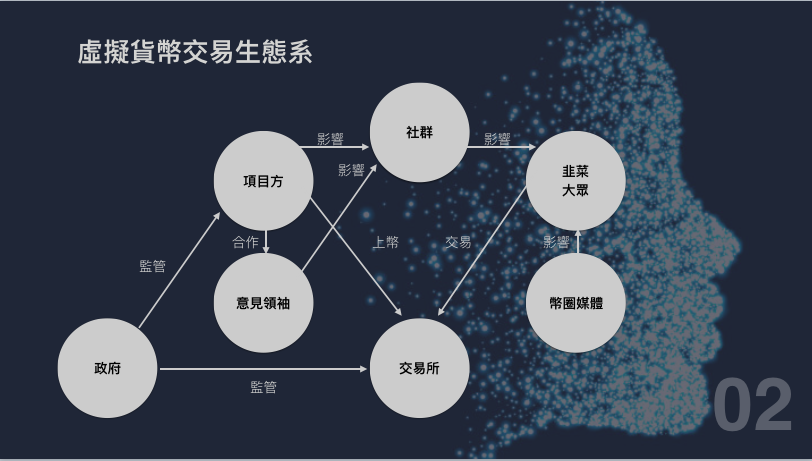 虛擬貨幣交易生態系
社群
影響
影響
項目方
影響
韭菜
大眾
合作
上幣
交易
影響
監管
意見領袖
幣圈媒體
政府
交易所
監管
02